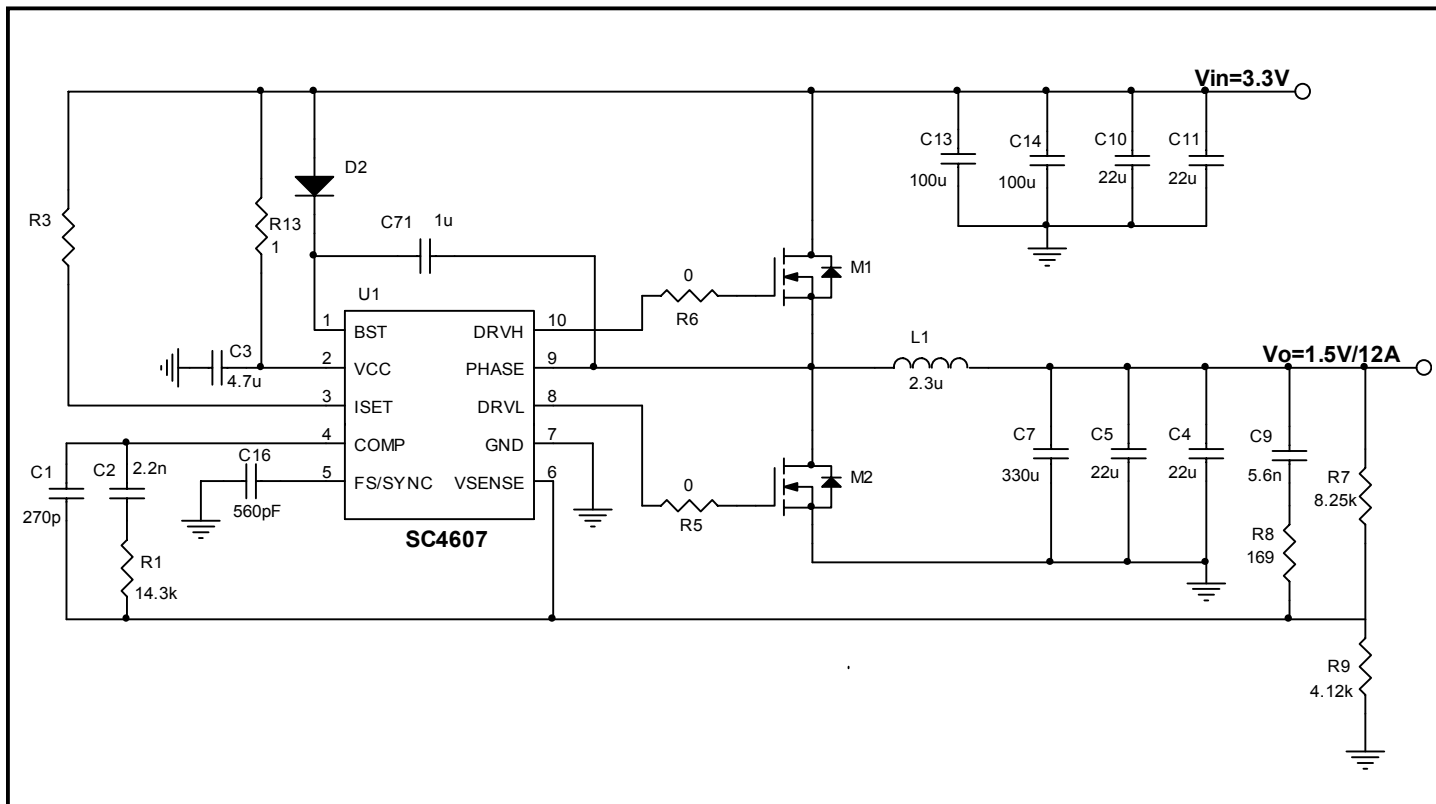 Vin=3.3V
C13
100u
C14
100u
C10
22u
C11
22u
D2
R3
R13
1
C71
1u
M1
0
R6
U1
1
BST
DRVH
10
C3
4.7u
2
VCC
PHASE
9
L1
2.3u
Vo=1.5V/12A
3
ISET
DRVL
8
4
COMP
GND
7
C1
270p
C2
2.2n
C16
560pF
5
FS/SYNC
VSENSE
6
SC4607
0
R5
M2
C7
330u
C5
22u
C4
22u
C9
5.6n
R7
8.25k
R8
169
R1
14.3k
R9
4.12k